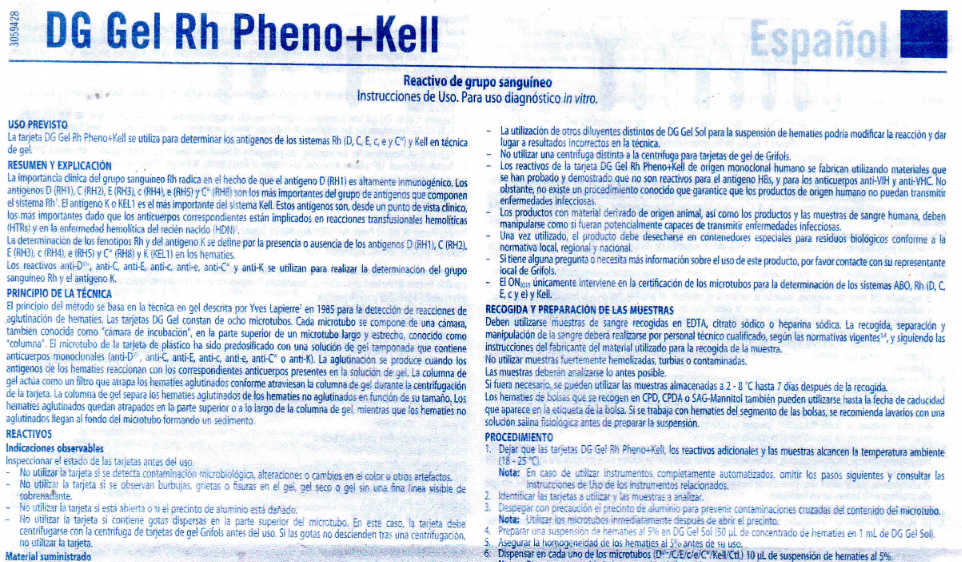 3059428
DG Gel Rh Pheno+Kell
Español
Reactivo de grupo sanguíneo
Instrucciones de Uso. Para uso diagnóstico in vitro.
USO PREVISTO
La tarjeta DG Gel Rh Pheno+Kell se utiliza para determinar los antígenos de los sistemas Rh (D, C, E, c, e y Cʷ) y Kell en técnica
de gel.
RESUMEN Y EXPLICACIÓN
La importancia clínica del grupo sanguíneo Rh radica en el hecho de que el antígeno D (RH1) es altamente inmunogénico. Los
antígenos D (RH1), C (RH2), E (RH3), c (RH4), e (RH5) y Cʷ (RH8) son los más importantes del grupo de antígenos que componen
el sistema Rh¹. El antígeno K o KEL1 es el más importante del sistema Kell. Estos antígenos son, desde un punto de vista clínico,
los más importantes dado que los anticuerpos correspondientes están implicados en reacciones transfusionales hemolíticas
(HTRs) y en la enfermedad hemolítica del recién nacido (HDN)
La determinación de los fenotipos Rh y del antígeno K se define por la presencia o ausencia de los antígenos D (RH1), C (RH2),
E (RH3), c (RH4), e (RH5) y Cʷ (RH8) y K (KEL1) en los hematíes.
Los reactivos anti-D, anti-C, anti-E, anti-c, anti-e, anti-Cʷ y anti-K se utilizan para realizar la determinación del grupo
sanguíneo Rh y el antígeno K.
PRINCIPIO DE LA TÉCNICA
El principio del método se basa en la técnica en gel descrita por Yves Lapierre² en 1985 para la detección de reacciones de
aglutinación de hematíes. Las tarjetas DG Gel constan de ocho microtubos. Cada microtubo se compone de una cámara,
también conocida como "cámara de incubación", en la parte superior de un microtubo largo y estrecho, conocido como
"columna". El microtubo de la tarjeta de plástico ha sido predosificado con una solución de gel tamponada que contiene
anticuerpos monoclonales (anti-D, anti-C, anti-E, anti-c, anti-e, anti-Cʷ o anti-K). La aglutinación se produce cuando los
antígenos de los hematíes reaccionan con los correspondientes anticuerpos presentes en la solución de gel. La columna de
gel actúa como un filtro que atrapa los hematíes aglutinados conforme atraviesan la columna de gel durante la centrifugación
de la tarjeta. La columna de gel separa los hematíes aglutinados de los hematíes no aglutinados en función de su tamaño. Los
hematíes aglutinados quedan atrapados en la parte superior o a lo largo de la columna de gel, mientras que los hematíes no
aglutinados llegan al fondo del microtubo formando un sedimento.
REACTIVOS
Indicaciones observables
Inspeccionar el estado de las tarjetas antes del uso.
– No utilizar la tarjeta si se detecta contaminación microbiológica, alteraciones o cambios en el color u otros artefactos.
– No utilizar la tarjeta si se observan burbujas, grietas o fisuras en el gel, gel seco o gel sin una fina línea visible de
sobrenadante.
– No utilizar la tarjeta si está abierta o si el precinto de aluminio está dañado.
– No utilizar la tarjeta si contiene gotas dispersas en la parte superior del microtubo. En este caso, la tarjeta debe
centrifugarse con la centrífuga de tarjetas de gel Grifols antes del uso. Si las gotas no descienden tras una centrifugación,
no utilizar la tarjeta.
Material suministrado
– La utilización de otros diluyentes distintos de DG Gel Sol para la suspensión de hematíes podría modificar la reacción y dar
lugar a resultados incorrectos en la técnica.
– No utilizar una centrífuga distinta a la centrífuga para tarjetas de gel de Grifols.
– Los reactivos de la tarjeta DG Gel Rh Pheno+Kell de origen monoclonal humano se fabrican utilizando materiales que
se han probado y demostrado que no son reactivos para el antígeno HBs, y para los anticuerpos anti-VIH y anti-VHC. No
obstante, no existe un procedimiento conocido que garantice que los productos de origen humano no puedan transmitir
enfermedades infecciosas.
– Los productos con material derivado de origen animal, así como los productos y las muestras de sangre humana, deben
manipularse como si fueran potencialmente capaces de transmitir enfermedades infecciosas.
– Una vez utilizado, el producto debe desecharse en contenedores especiales para residuos biológicos conforme a la
normativa local, regional y nacional.
– Si tiene alguna pregunta o necesita más información sobre el uso de este producto, por favor contacte con su representante
local de Grifols.
– El ON únicamente interviene en la certificación de los microtubos para la determinación de los sistemas ABO, Rh (D, C,
E, c y e) y Kell.
RECOGIDA Y PREPARACIÓN DE LAS MUESTRAS
Deben utilizarse muestras de sangre recogidas en EDTA, citrato sódico o heparina sódica. La recogida, separación y
manipulación de la sangre deberá realizarse por personal técnico cualificado, según las normativas vigentes³,⁴, y siguiendo las
instrucciones del fabricante del material utilizado para la recogida de la muestra.
No utilizar muestras fuertemente hemolizadas, turbias o contaminadas.
Las muestras deberán analizarse lo antes posible.
Si fuera necesario, se pueden utilizar las muestras almacenadas a 2 - 8 °C hasta 7 días después de la recogida.
Los hematíes de bolsas que se recogen en CPD, CPDA o SAG-Mannitol también pueden utilizarse hasta la fecha de caducidad
que aparece en la etiqueta de la bolsa. Si se trabaja con hematíes del segmento de las bolsas, se recomienda lavarlos con una
solución salina fisiológica antes de preparar la suspensión.
PROCEDIMIENTO
1. Dejar que las tarjetas DG Gel Rh Pheno+Kell, los reactivos adicionales y las muestras alcancen la temperatura ambiente
(18 - 25 °C).
Nota: En caso de utilizar instrumentos completamente automatizados, omitir los pasos siguientes y consultar las
Instrucciones de Uso de los instrumentos relacionados.
2. Identificar las tarjetas a utilizar y las muestras a analizar.
3. Despegar con precaución el precinto de aluminio para prevenir contaminaciones cruzadas del contenido del microtubo.
Nota: Utilizar los microtubos inmediatamente después de abrir el precinto.
4. Preparar una suspensión de hematíes al 5% en DG Gel Sol (50 µL de concentrado de hematíes en 1 mL de DG Gel Sol).
5. Asegurar la homogeneidad de los hematíes al 5% antes de su uso.
6. Dispensar en cada uno de los microtubos 10 µL de suspensión de hematíes al 5%.